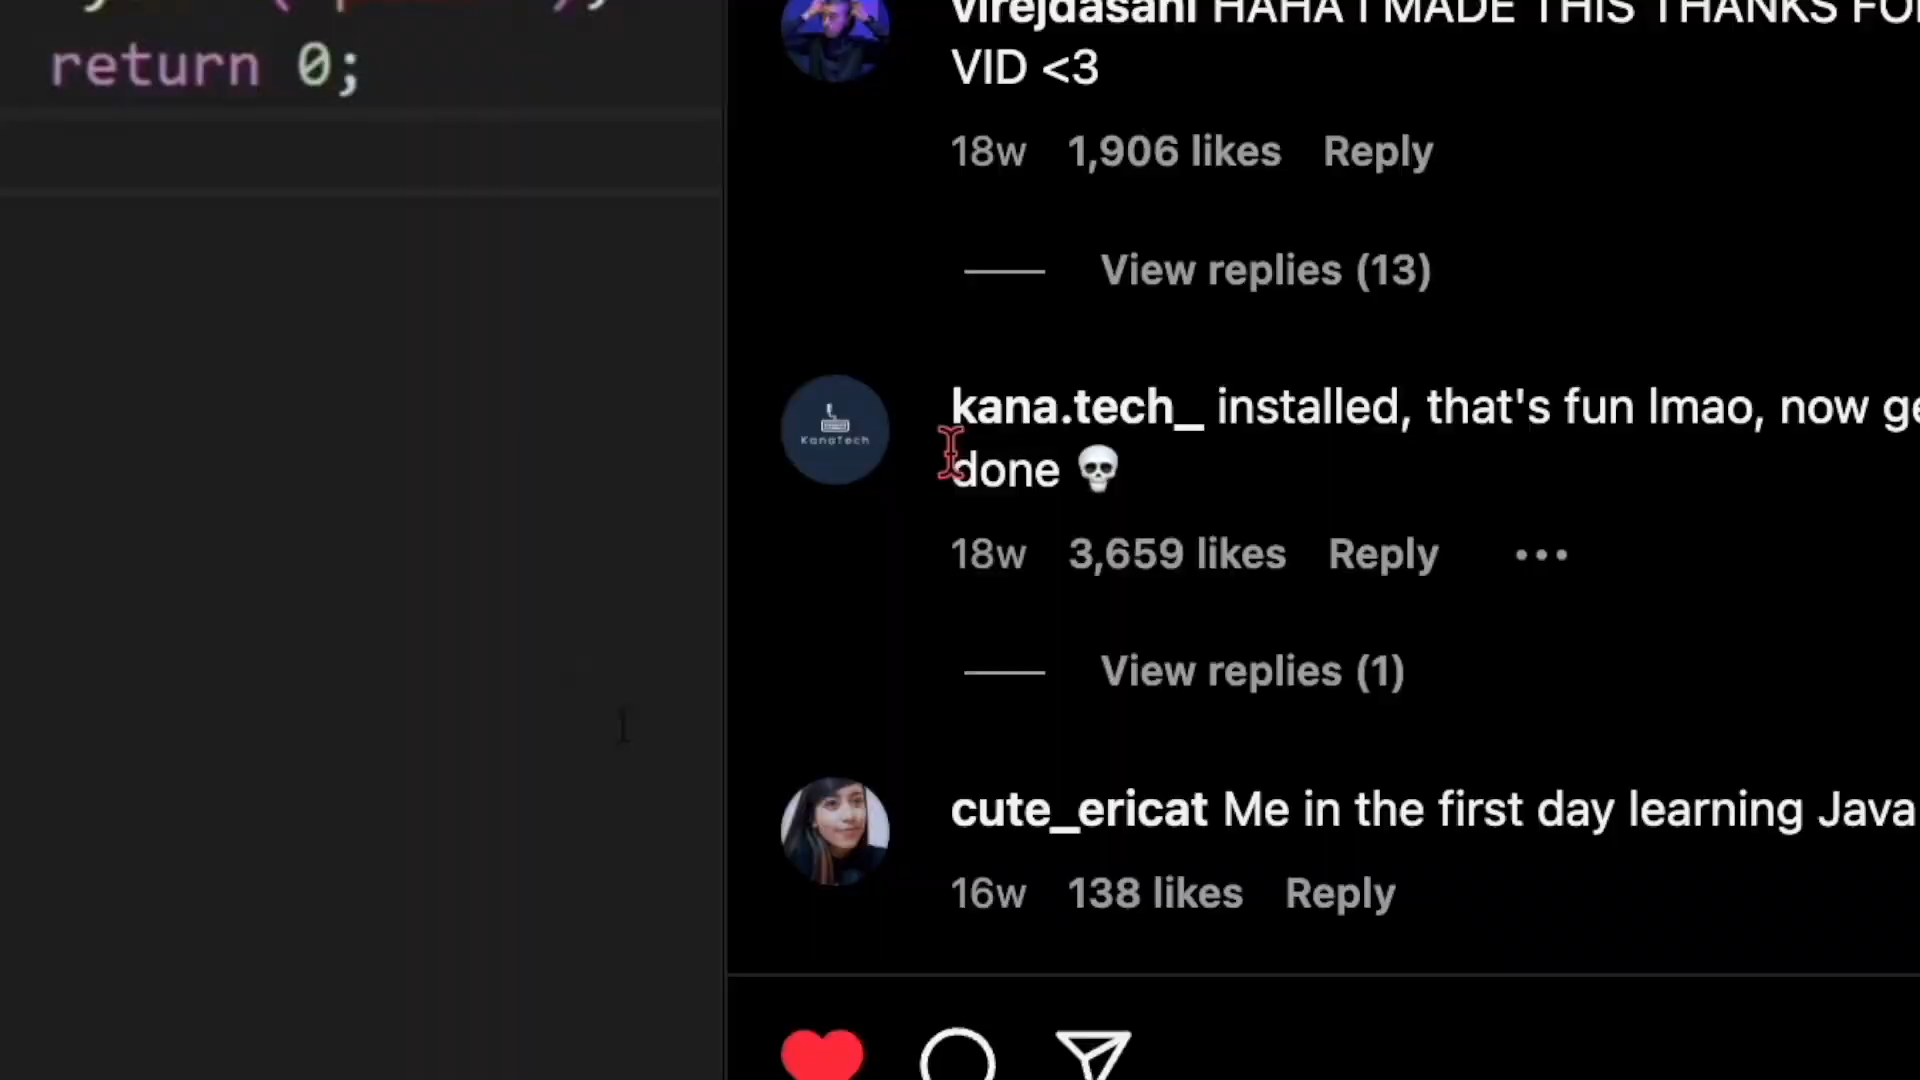 return 0;
virejdasani HAHA I MADE THIS THANKS FOR
VID <3
18w 1,906 likes Reply
View replies (13)
KanaTech
kana.tech_ installed, that's fun lmao, now
done 💀
18w 3,659 likes Reply •••
View replies (1)
cute_ericat Me in the first day learning Java
16w 138 likes Reply